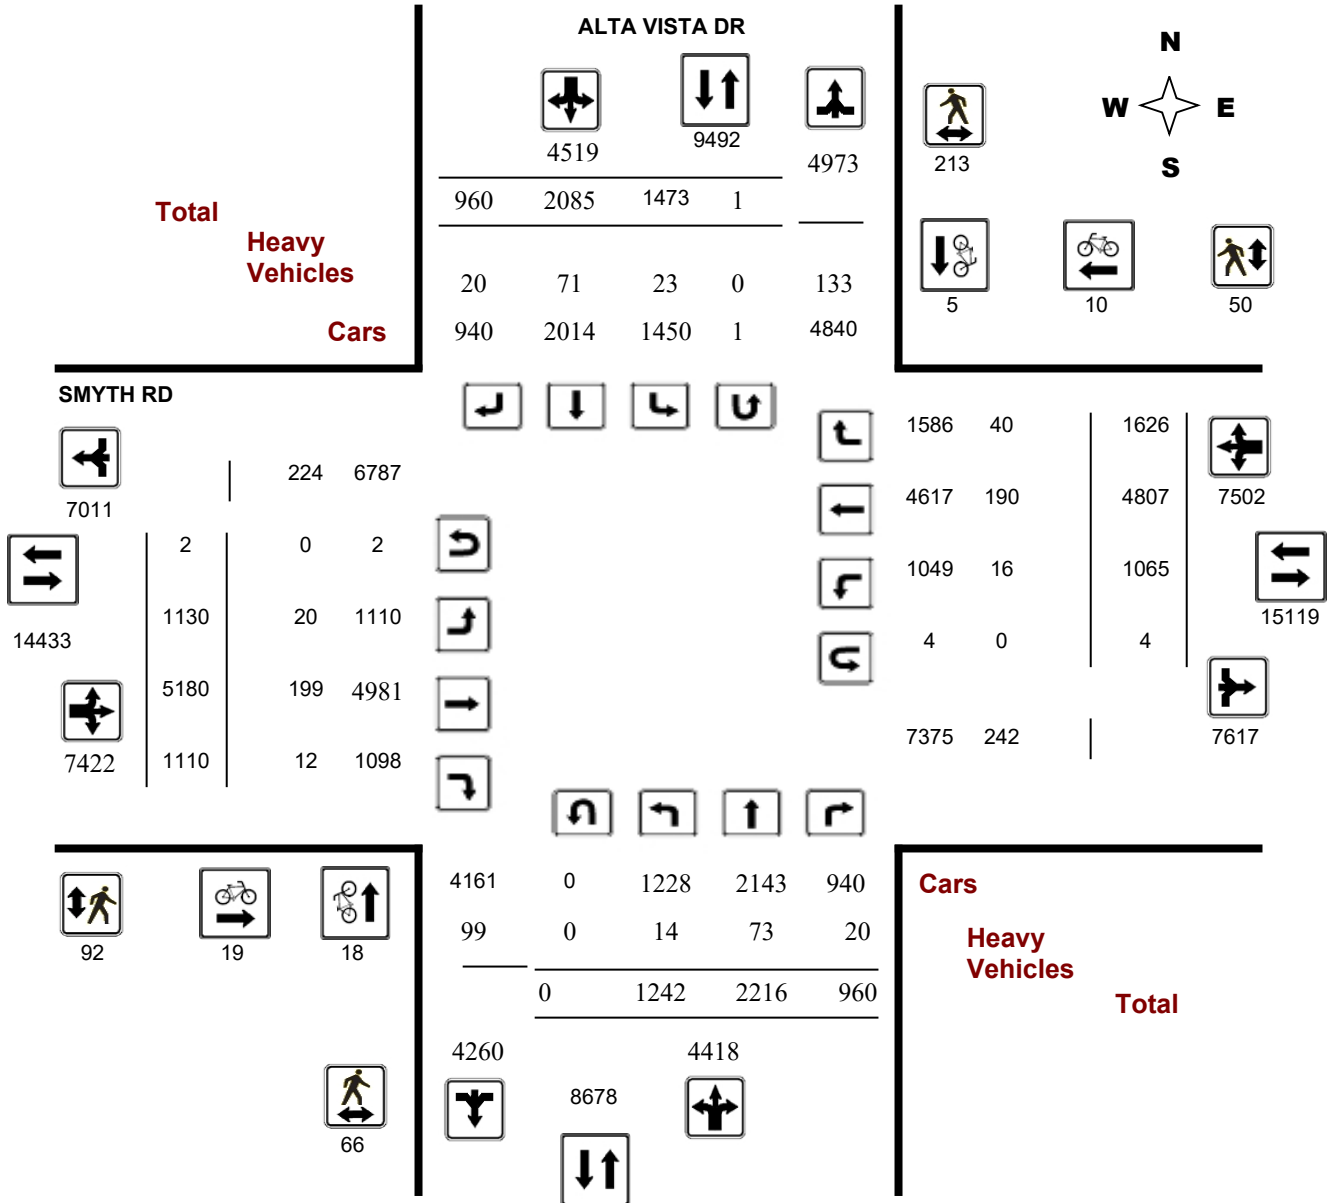 ALTA VISTA DR
N
W E
S
4519 9492 4973 213
960 2085 1473 1
Total
Heavy
Vehicles
20 71 23 0 133
5 10 50
Cars 940 2014 1450 1 4840
SMYTH RD
1586 40 1626
224 6787
7011
4617 190 4807 7502
2 0 2
1049 16 1065
1130 20 1110 15119
14433
4 0 4
5180 199 4981
7375 242 7617
7422 1110 12 1098
4161 0 1228 2143 940 Cars
99 0 14 73 20 Heavy
Vehicles
92 19 18
0 1242 2216 960 Total
4260 4418
8678
66